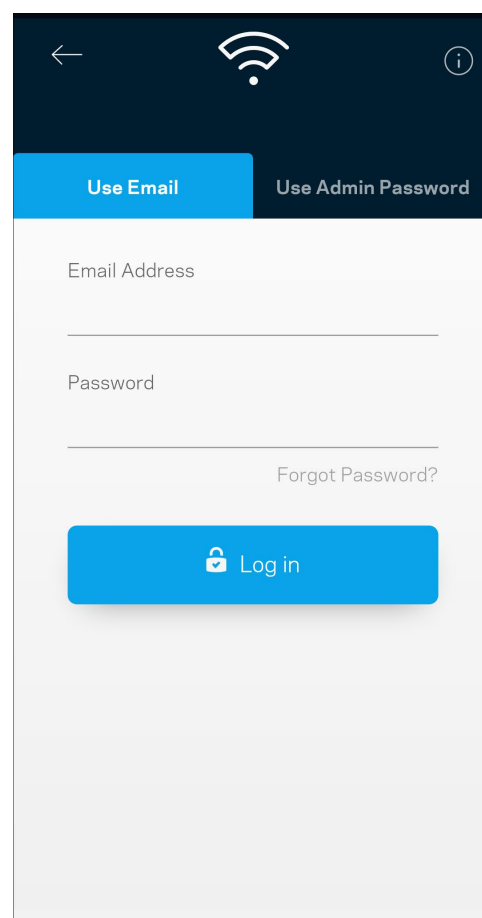 Use Email
Use Admin Password
Email Address
Password
Forgot Password?
Log in